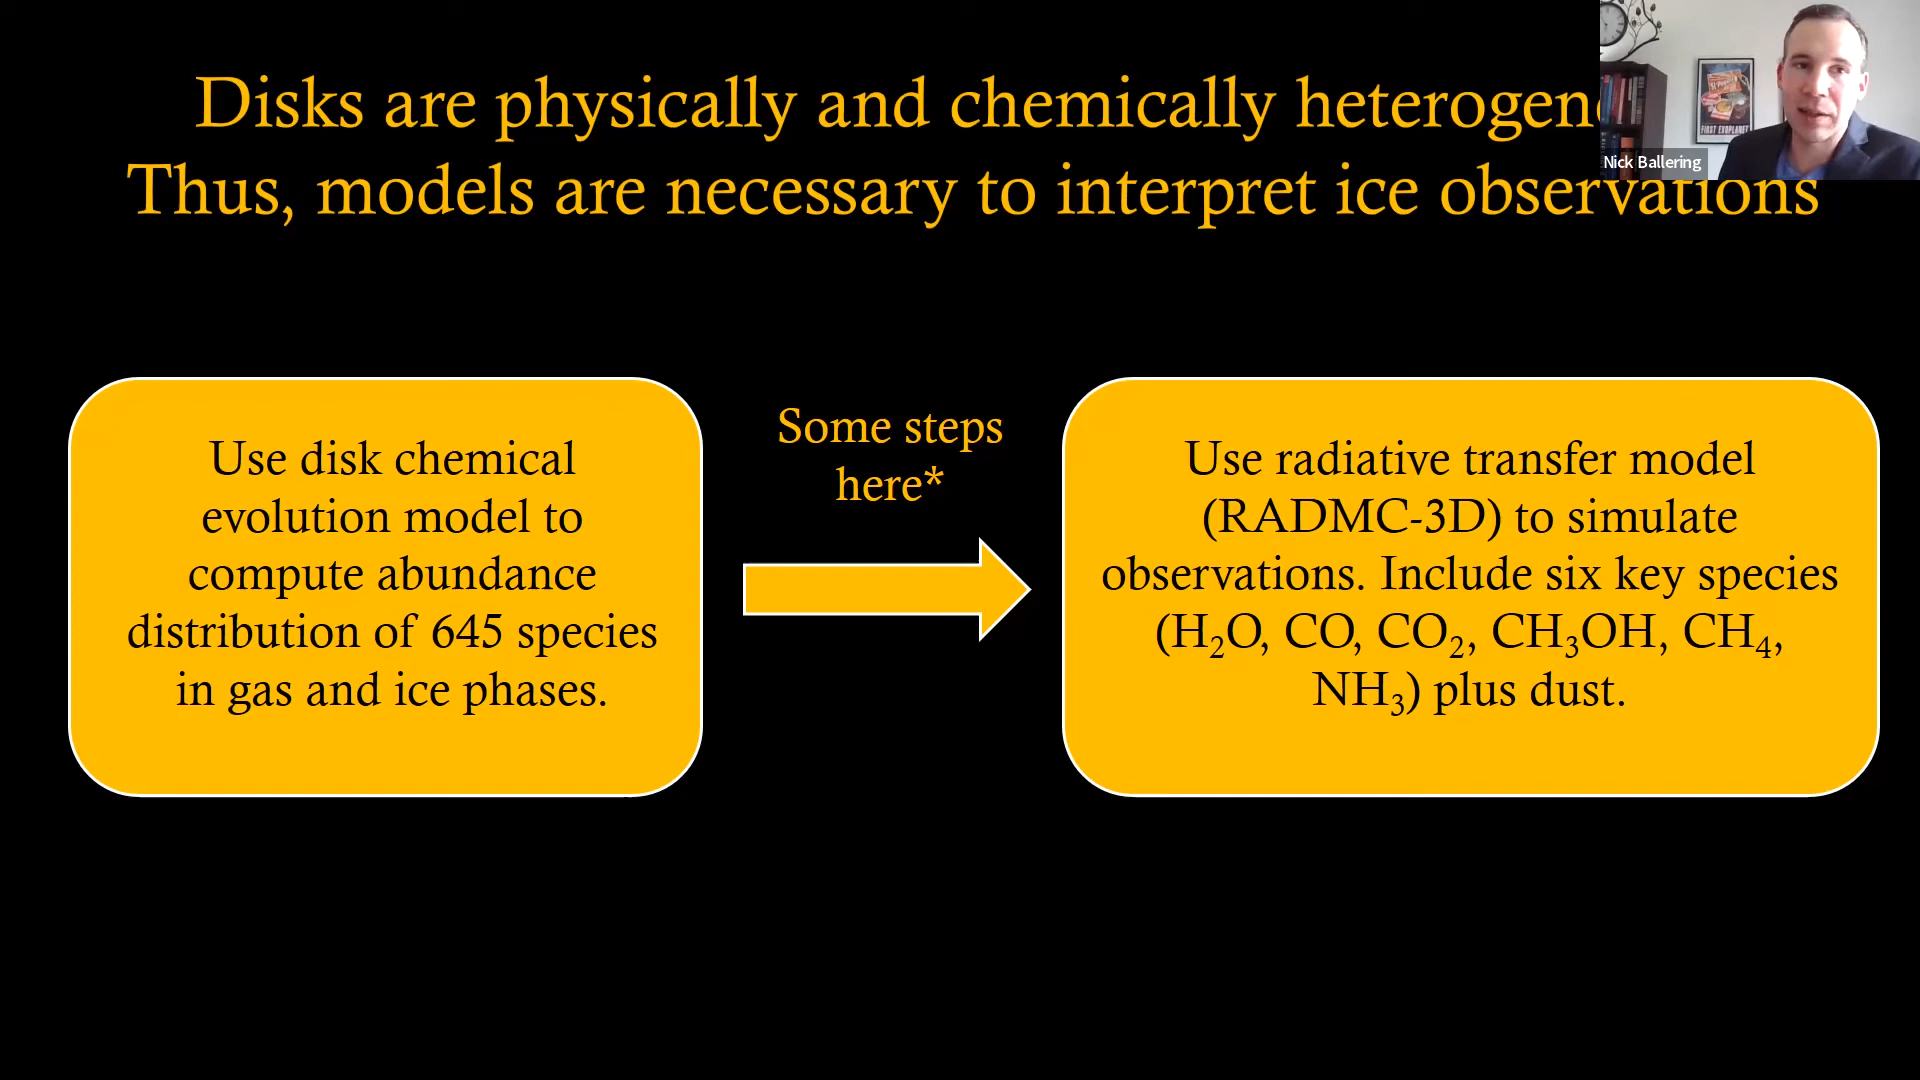 Disks are physically and chemically
Thus, models are necessary to interpret ice observations
Nick Ballering
FIRST EXOPLANET
Use disk chemical
evolution model to
compute abundance
distribution of 645 species
in gas and ice phases.
Some steps
here*
Use radiative transfer model
(RADMC-3D) to simulate
observations. Include six key species
(H₂O, CO, CO₂, CH₃OH, CH₄,
NH₃) plus dust.